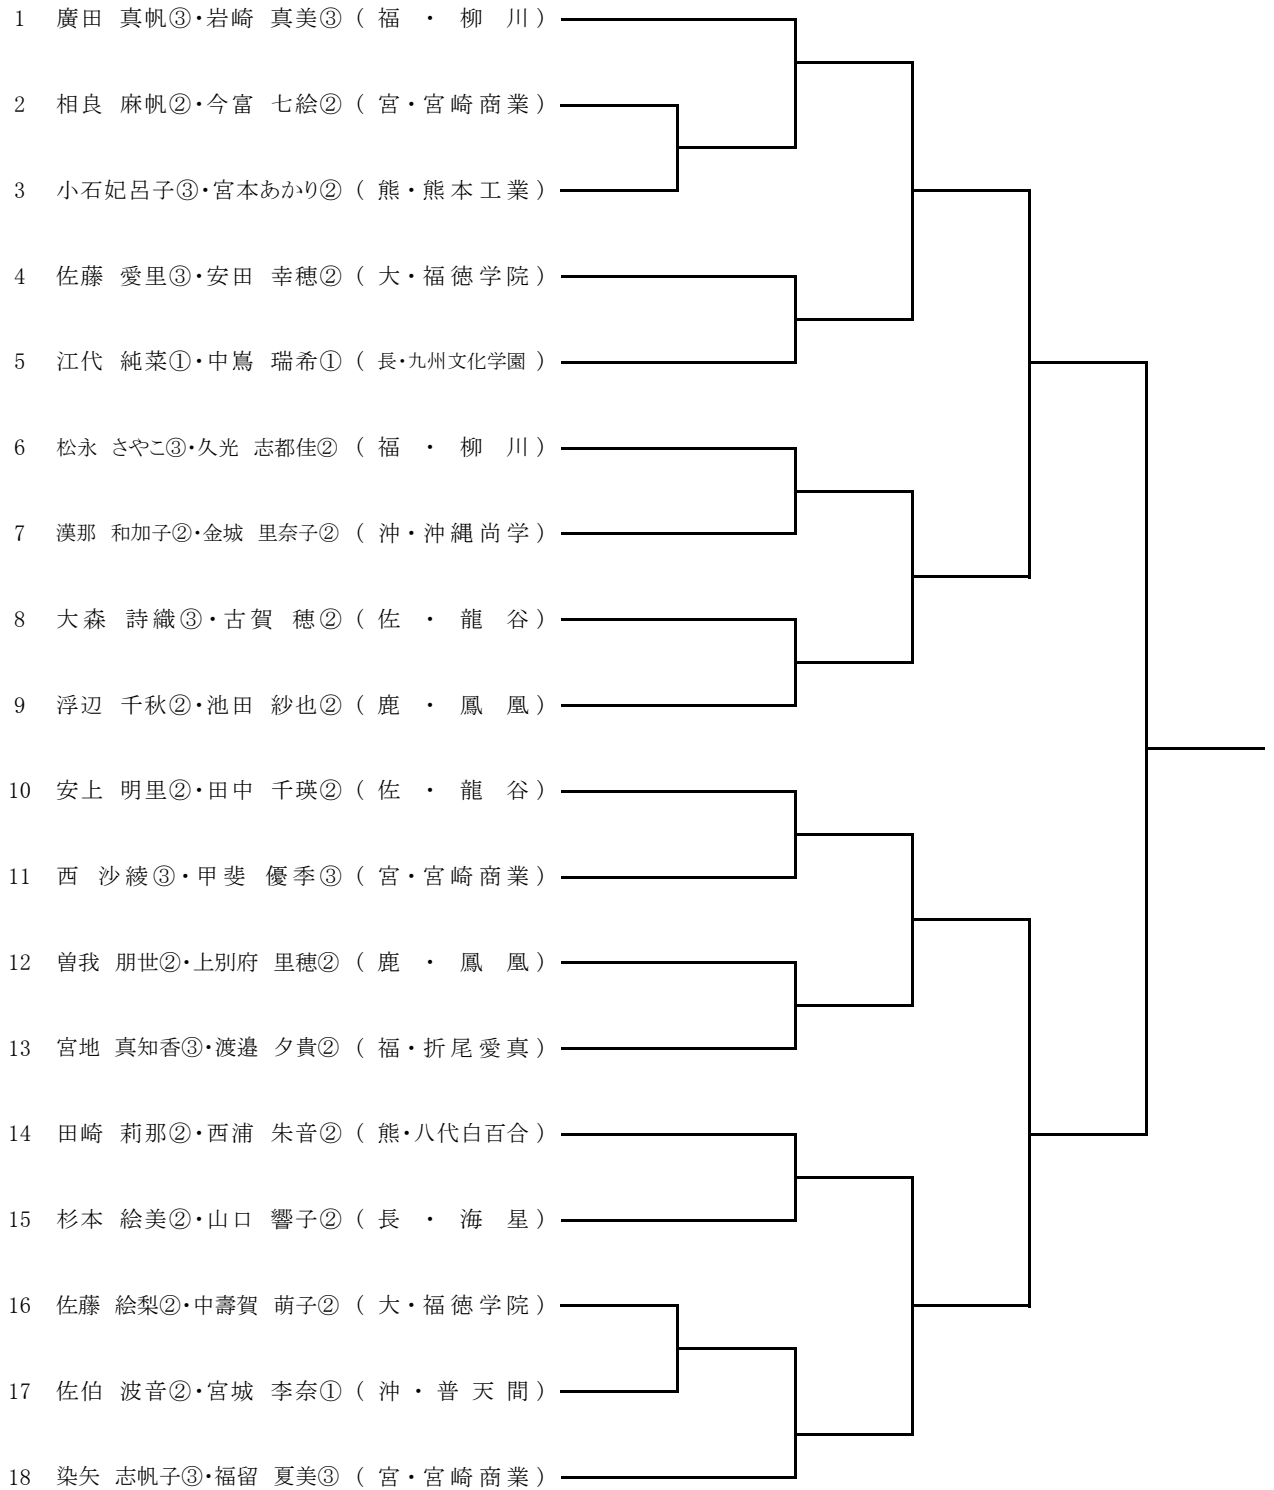 1 廣田 真帆③・岩崎 真美③ ( 福 ・ 柳 川 )
2 相良 麻帆②・今富 七絵② ( 宮・宮崎商業 )
3 小石妃呂子③・宮本あかり② ( 熊・熊本工業 )
4 佐藤 愛里③・安田 幸穂② ( 大・福徳学院 )
5 江代 純菜①・中嶌 瑞希① ( 長・九州文化学園 )
6 松永 さやこ③・久光 志都佳② ( 福 ・ 柳 川 )
7 漢那 和加子②・金城 里奈子② ( 沖・沖縄尚学 )
8 大森 詩織③・古賀 穂② ( 佐 ・ 龍 谷 )
9 浮辺 千秋②・池田 紗也② ( 鹿 ・ 鳳 凰 )
10 安上 明里②・田中 千瑛② ( 佐 ・ 龍 谷 )
11 西 沙綾③・甲斐 優季③ ( 宮・宮崎商業 )
12 曽我 朋世②・上別府 里穂② ( 鹿 ・ 鳳 凰 )
13 宮地 真知香③・渡邉 夕貴② ( 福・折尾愛真 )
14 田崎 莉那②・西浦 朱音② ( 熊・八代白百合 )
15 杉本 絵美②・山口 響子② ( 長 ・ 海 星 )
16 佐藤 絵梨②・中壽賀 萌子② ( 大・福徳学院 )
17 佐伯 波音②・宮城 李奈① ( 沖 ・ 普 天 間 )
18 染矢 志帆子③・福留 夏美③ ( 宮・宮崎商業 )